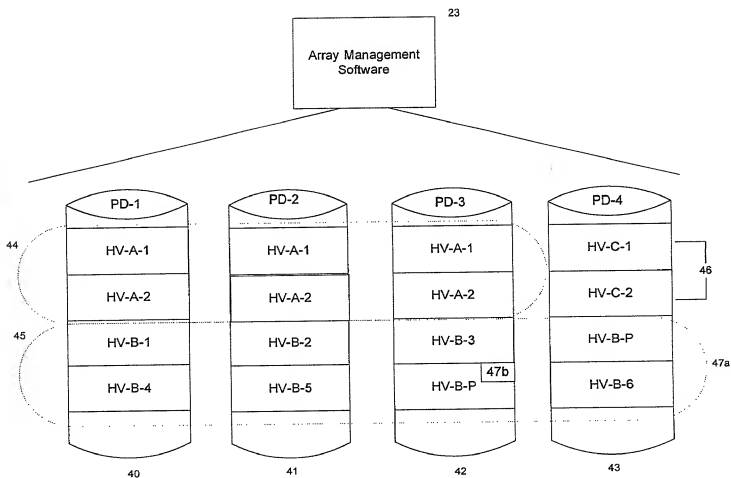 23
Array Management
Software
PD-1 PD-2 PD-3 PD-4
44 HV-A-1 HV-A-1 HV-A-1 HV-C-1
46
HV-A-2 HV-A-2 HV-A-2 HV-C-2
45 HV-B-1 HV-B-2 HV-B-3 HV-B-P
47a
47b
HV-B-4 HV-B-5 HV-B-P HV-B-6
40 41 42 43